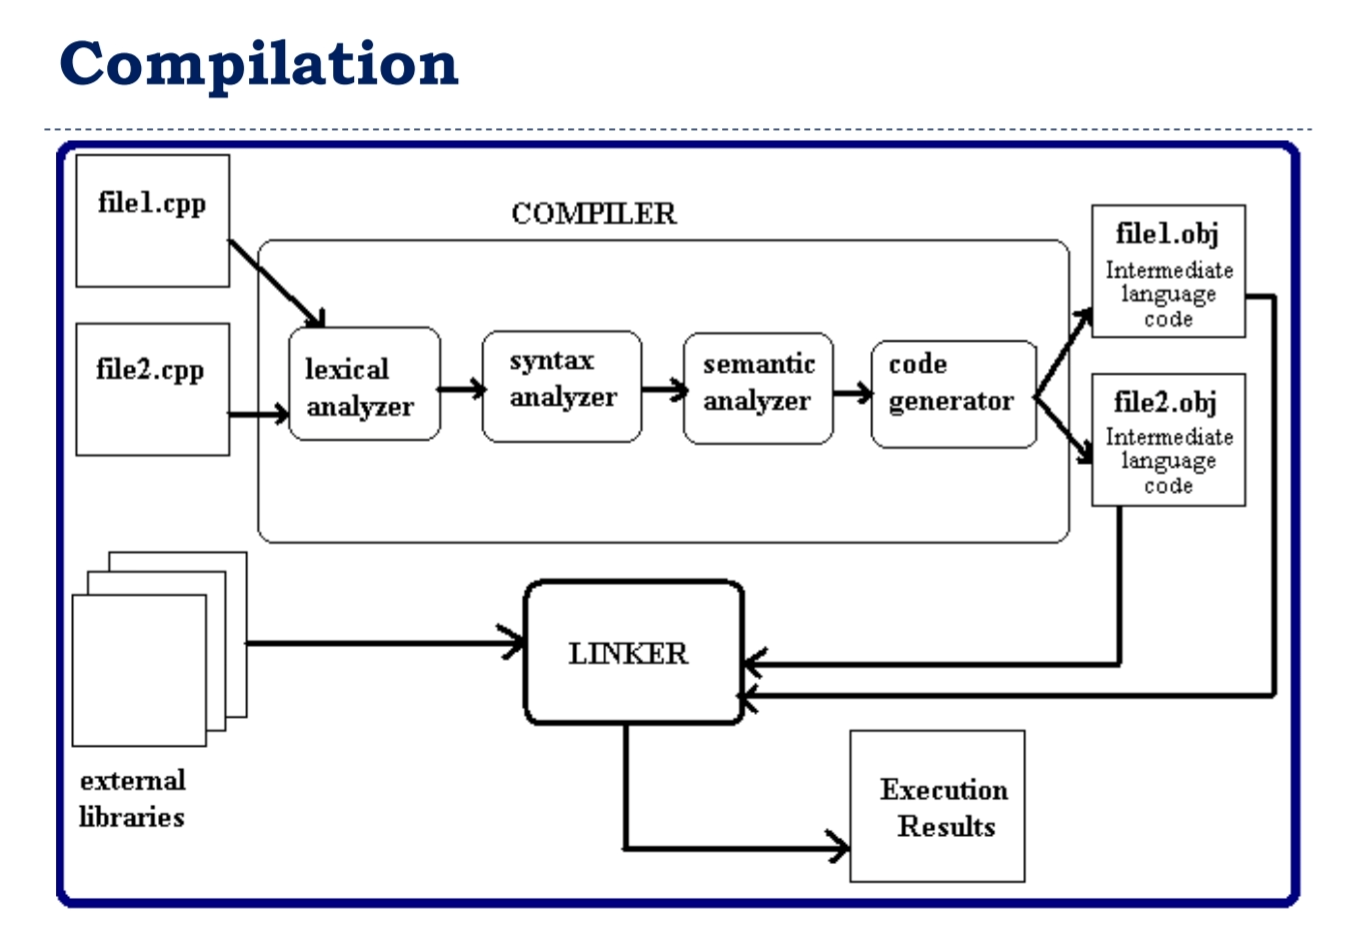 Compilation
file1.cpp
COMPILER
file1.obj
Intermediate
language
code
file2.cpp
lexical
analyzer
syntax
analyzer
semantic
analyzer
code
generator
file2.obj
Intermediate
language
code
LINKER
external
libraries
Execution
Results